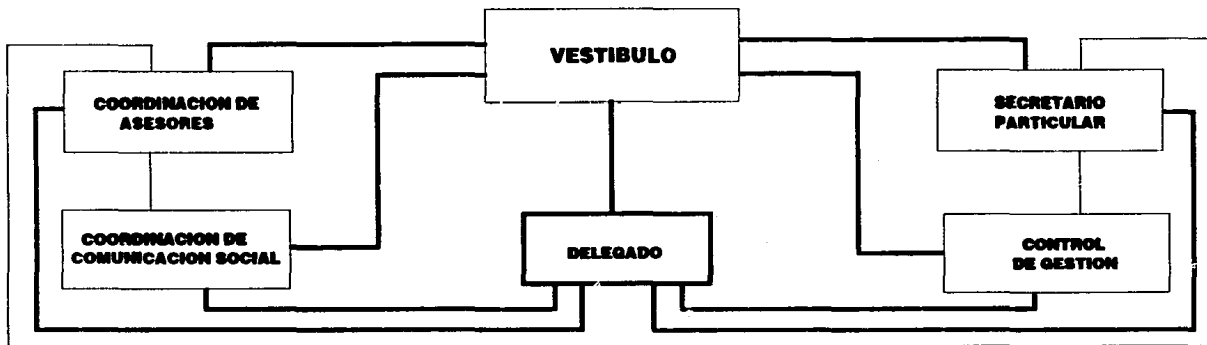 VESTIBULO
COORDINACION DE
ASESORES
SECRETARIO
PARTICULAR
COORDINACION DE
COMUNICACION SOCIAL
DELEGADO
CONTROL
DE GESTION